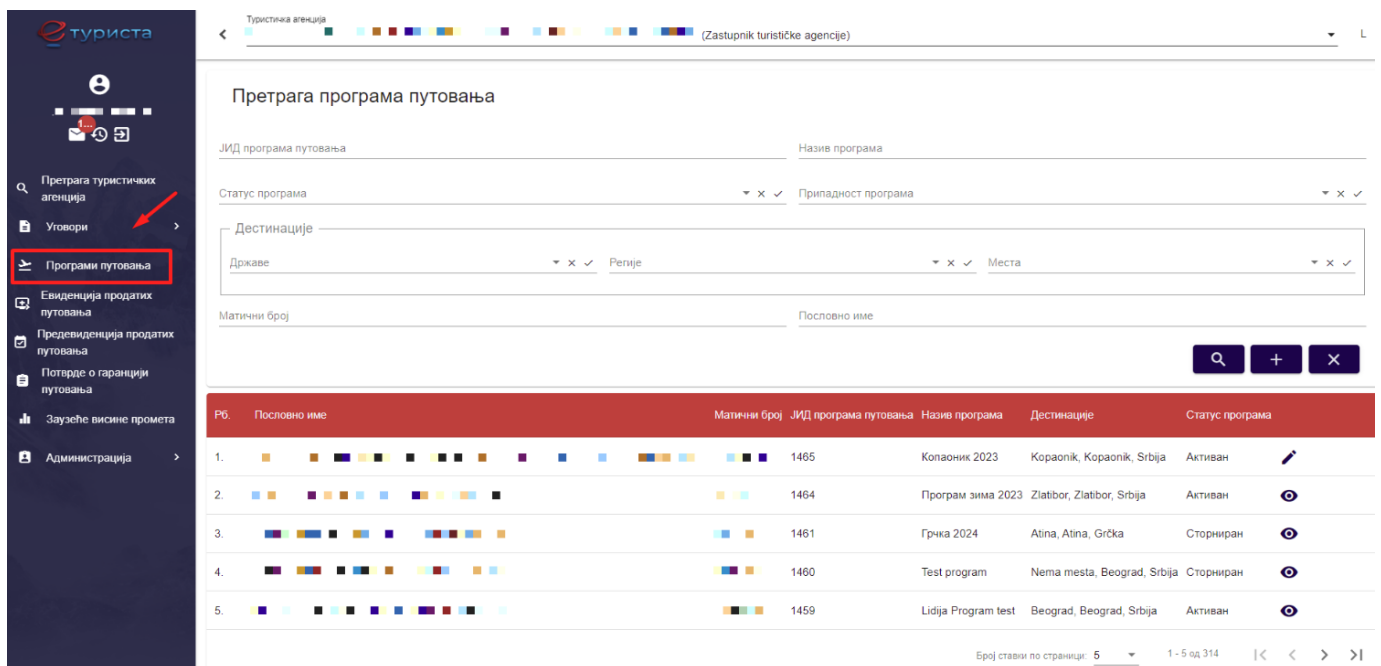 е туриста
Туристичка агенција
(Zastupnik turističke agencije)
L
1...
Претрага туристичких
агенција
Уговори
Програми путовања
Евиденција продатих
путовања
Предевиденција продатих
путовања
Потврде о гаранцији
путовања
Заузеће висине промета
Администрација
Претрага програма путовања
ЈИД програма путовања Назив програма
Статус програма Припадност програма
Дестинације
Државе Регије Места
Матични број Пословно име
Рб. Пословно име Матични број ЈИД програма путовања Назив програма Дестинације Статус програма
1. 1465 Копаоник 2023 Kopaonik, Kopaonik, Srbija Активан
2. 1464 Програм зима 2023 Zlatibor, Zlatibor, Srbija Активан
3. 1461 Грчка 2024 Atina, Atina, Grčka Сторниран
4. 1460 Test program Nema mesta, Beograd, Srbija Сторниран
5. 1459 Lidija Program test Beograd, Beograd, Srbija Активан
Број ставки по страници: 5 1 - 5 од 314